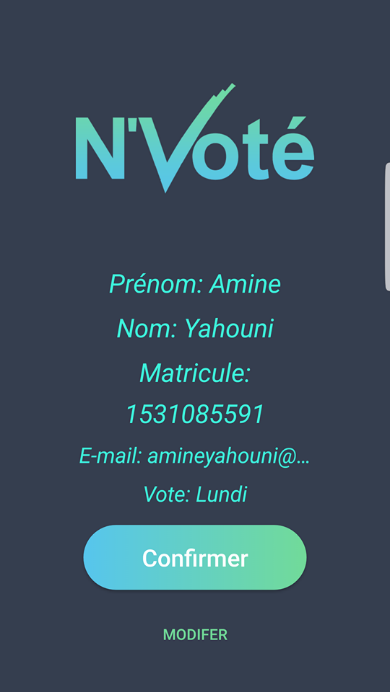 N'Voté
Prénom: Amine
Nom: Yahouni
Matricule:
1531085591
E-mail: amineyahouni@...
Vote: Lundi
Confirmer
MODIFER